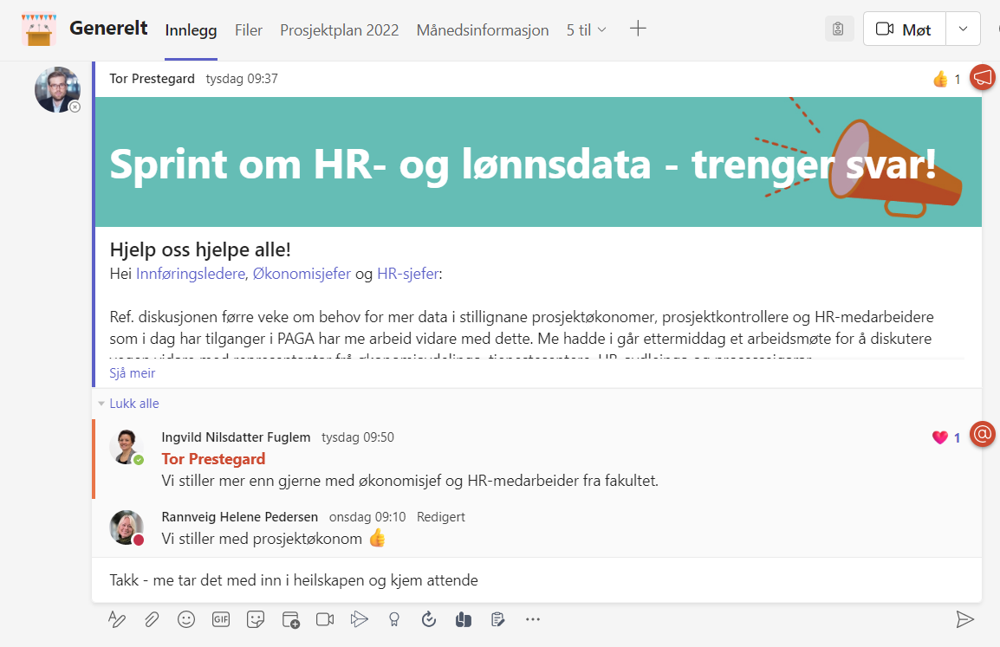 Generelt Innlegg Filer Prosjektplan 2022 Månedsinformasjon 5 til Møt
Tor Prestegard tysdag 09:37 1
Sprint om HR- og lønnsdata - trenger svar!
Hjelp oss hjelpe alle!
Hei Innføringsledere, Økonomisjefer og HR-sjefer:
Ref. diskusjonen førre veke om behov for mer data i stillignane prosjektøkonomer, prosjektkontrollere og HR-medarbeidere
som i dag har tilganger i PAGA har me arbeid vidare med dette. Me hadde i går ettermiddag et arbeidsmøte for å diskutere
Sjå meir
Lukk alle
Ingvild Nilsdatter Fuglem tysdag 09:50 1
Tor Prestegard
Vi stiller mer enn gjerne med økonomisjef og HR-medarbeider fra fakultet.
Rannveig Helene Pedersen onsdag 09:10 Redigert
Vi stiller med prosjektøkonom 👍
Takk - me tar det med inn i heilskapen og kjem attende
GIF